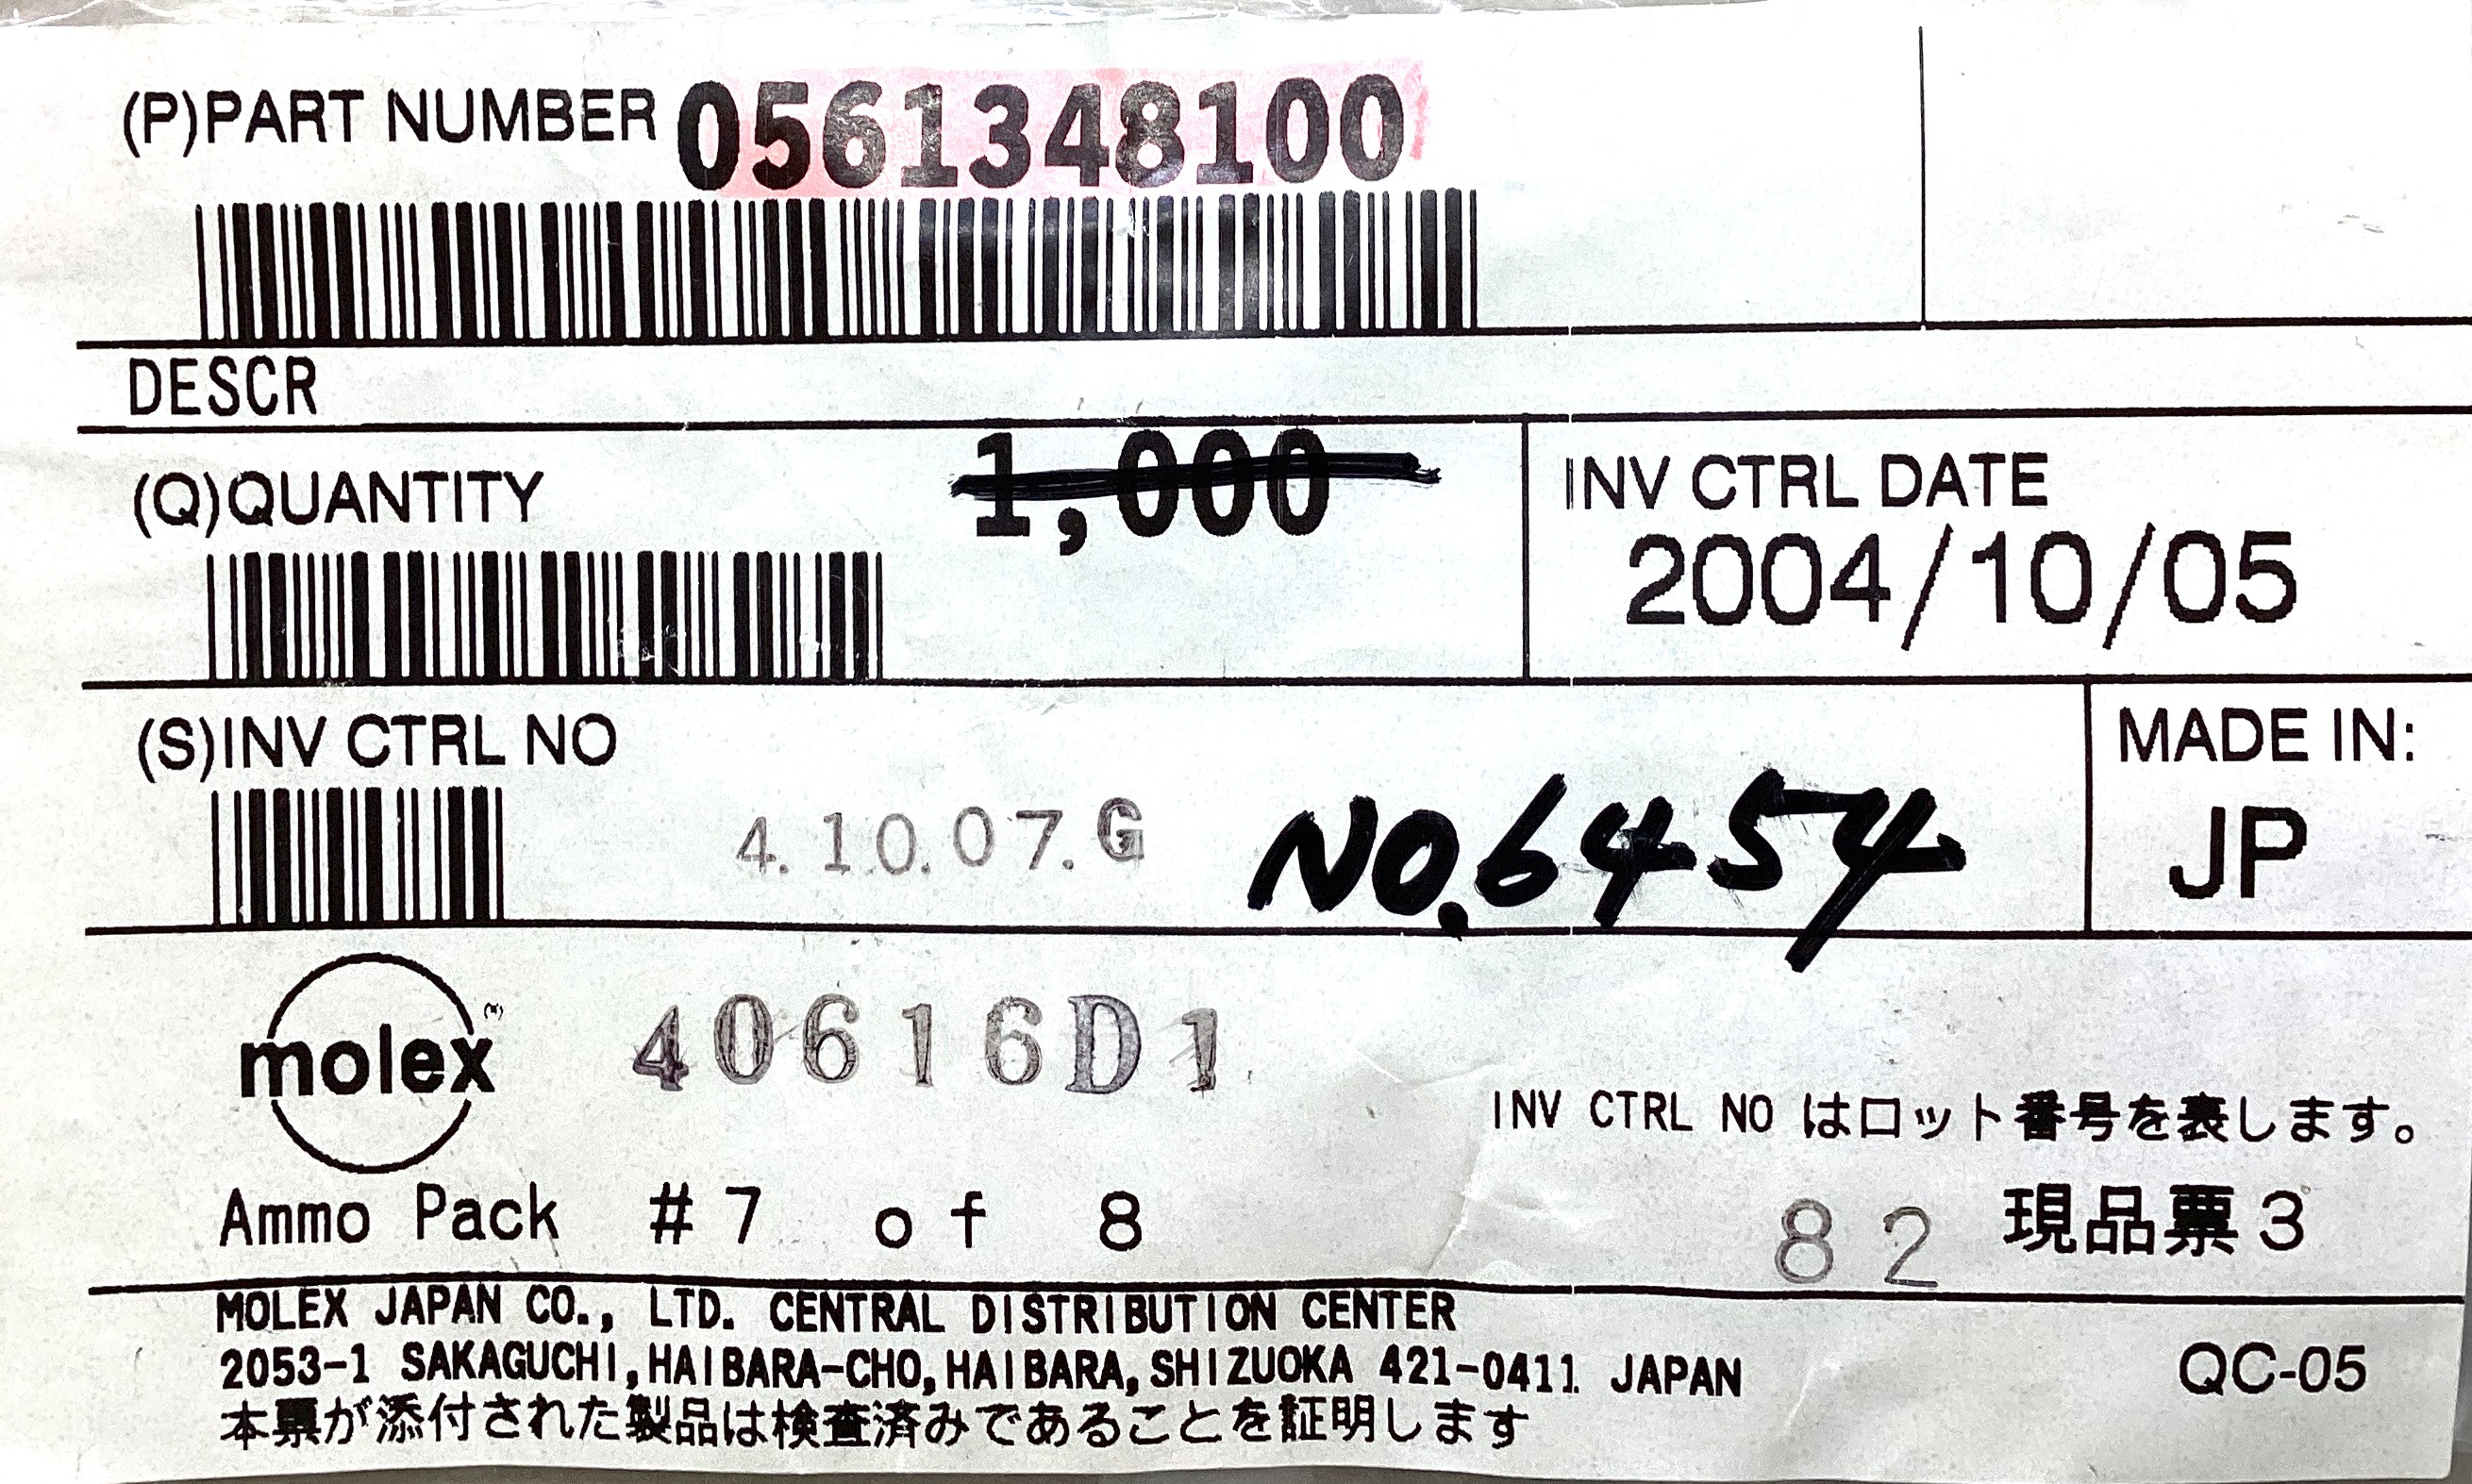 (P)PART NUMBER 0561348100
DESCR
(Q)QUANTITY 1,000
INV CTRL DATE
2004/10/05
(S)INV CTRL NO
4.10.07.G NO.6454
MADE IN:
JP
molex
40616D1
INV CTRL NO はロット番号を表します。
Ammo Pack #7 of 8
82 現品票3
MOLEX JAPAN CO., LTD. CENTRAL DISTRIBUTION CENTER
2053-1 SAKAGUCHI,HAIBARA-CHO,HAIBARA,SHIZUOKA 421-0411 JAPAN
QC-05
本票が添付された製品は検査済みであることを証明します